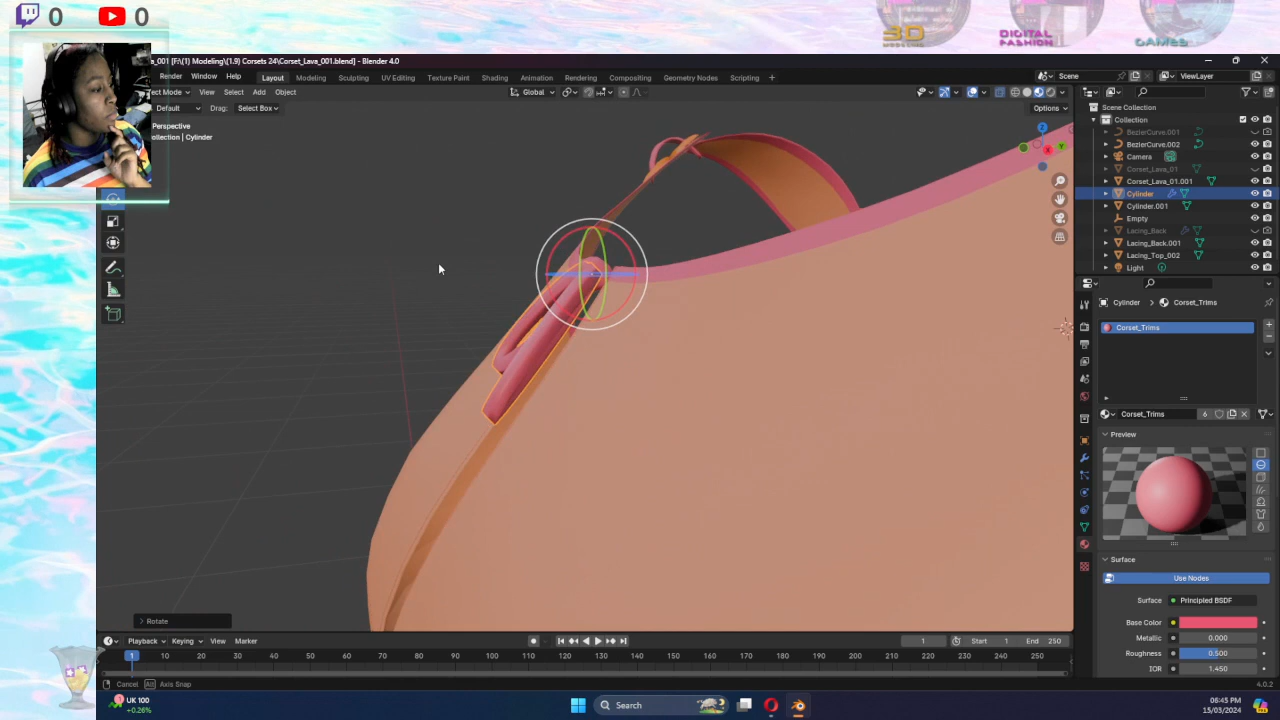 0 0
3D
MODELING
DIGITAL
FASHION
GAMES
a_001 [F:\(1) Modeling\(1.9) Corsets 24\Corset_Lava_001.blend] - Blender 4.0
Render Window Help Layout Modeling Sculpting UV Editing Texture Paint Shading Animation Rendering Compositing Geometry Nodes Scripting + Scene ViewLayer
ect Mode View Select Add Object Global
Default Drag: Select Box Options
Perspective
ollection | Cylinder
Scene Collection
Collection
BezierCurve.001
BezierCurve.002
Camera
Corset_Lava_01
Corset_Lava_01.001
Cylinder
Cylinder.001
Empty
Lacing_Back
Lacing_Back.001
Lacing_Top_002
Light
Cylinder > Corset_Trims
Corset_Trims
Corset_Trims 6
Preview
Surface
Use Nodes
Surface Principled BSDF
Base Color
Metallic 0.000
Roughness 0.500
IOR 1.450
> Rotate
Playback Keying View Marker 1 Start 1 End 250
1 10 20 30 40 50 60 70 80 90 100 110 120 130 140 150 160 170 180 190 200 210 220 230 240 250
Cancel Alt Axis Snap 4.0.2
1 UK 100
+0.26%
Search
06:45 PM
15/03/2024